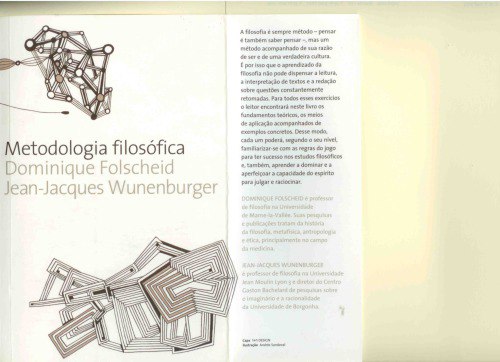 Metodologia filosófica
Dominique Folscheid
Jean-Jacques Wunenburger
A filosofia é sempre método – pensar
é também saber pensar –, mas um
método acompanhado de sua razão
de ser e de uma verdadeira cultura.
É por isso que o aprendizado da
filosofia não pode dispensar a leitura,
a interpretação de textos e a redação
sobre questões constantemente
retomadas. Para todos esses exercícios
o leitor encontrará neste livro os
fundamentos teóricos, os meios
de aplicação acompanhados de
exemplos concretos. Desse modo,
cada um poderá, segundo o seu nível,
familiarizar-se com as regras do jogo
para ter sucesso nos estudos filosóficos
e, também, aprender a dominar e a
aperfeiçoar a capacidade do espírito
para julgar e raciocinar.
DOMINIQUE FOLSCHEID é professor
de filosofia na Universidade
de Marne-la-Vallée. Suas pesquisas
e publicações tratam da história
da filosofia, metafísica, antropologia
e ética, principalmente no campo
da medicina.
JEAN-JACQUES WUNENBURGER
é professor de filosofia na Universidade
Jean Moulin Lyon 3 e diretor do Centro
Gaston Bachelard de pesquisas sobre
o imaginário e a racionalidade
da Universidade de Borgonha.
Capa DESIGN
Ilustração Andrés Sandoval